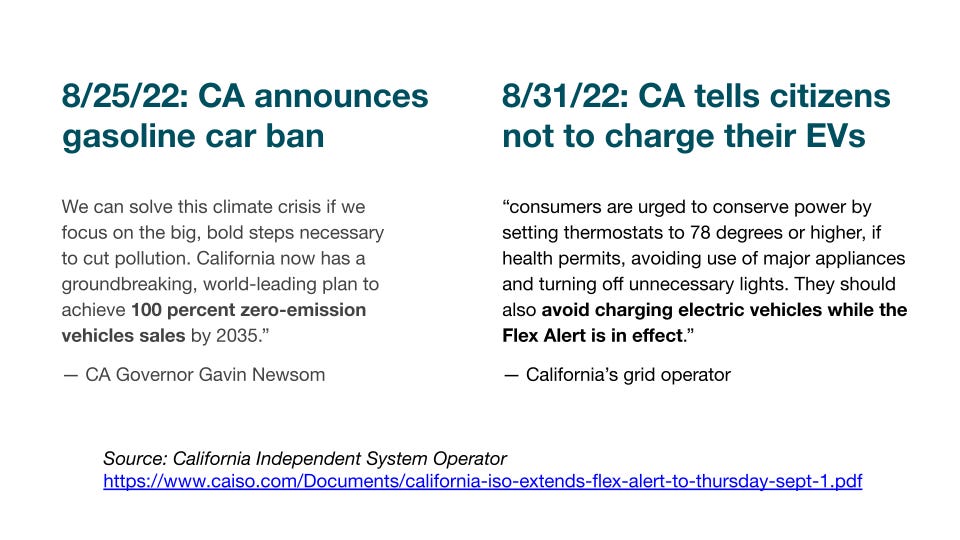 8/25/22: CA announces
gasoline car ban
We can solve this climate crisis if we
focus on the big, bold steps necessary
to cut pollution. California now has a
groundbreaking, world-leading plan to
achieve 100 percent zero-emission
vehicles sales by 2035.”
— CA Governor Gavin Newsom
8/31/22: CA tells citizens
not to charge their EVs
“consumers are urged to conserve power by
setting thermostats to 78 degrees or higher, if
health permits, avoiding use of major appliances
and turning off unnecessary lights. They should
also avoid charging electric vehicles while the
Flex Alert is in effect.”
— California’s grid operator
Source: California Independent System Operator
https://www.caiso.com/Documents/california-iso-extends-flex-alert-to-thursday-sept-1.pdf